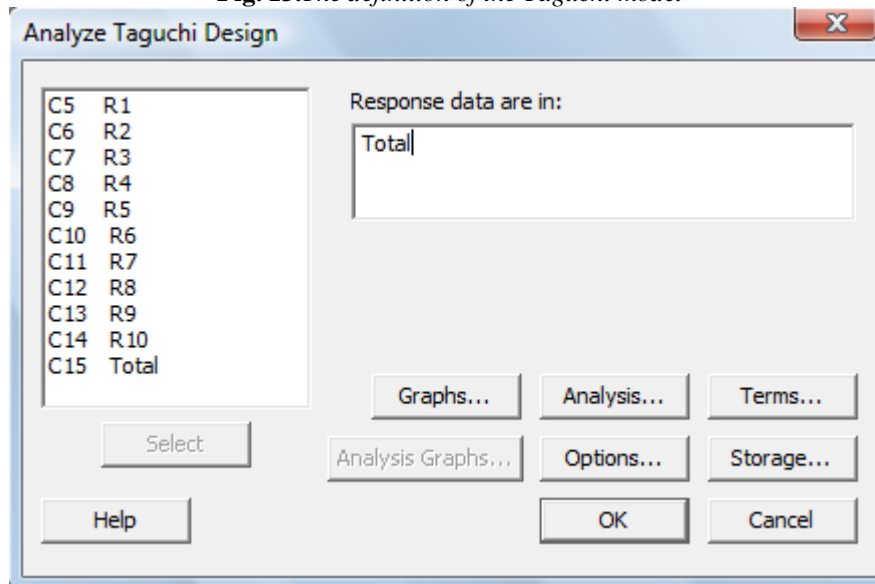 Analyze Taguchi Design
C5 R1
C6 R2
C7 R3
C8 R4
C9 R5
C10 R6
C11 R7
C12 R8
C13 R9
C14 R10
C15 Total
Select
Help
Response data are in:
Total
Graphs... Analysis... Terms...
Analysis Graphs... Options... Storage...
OK Cancel